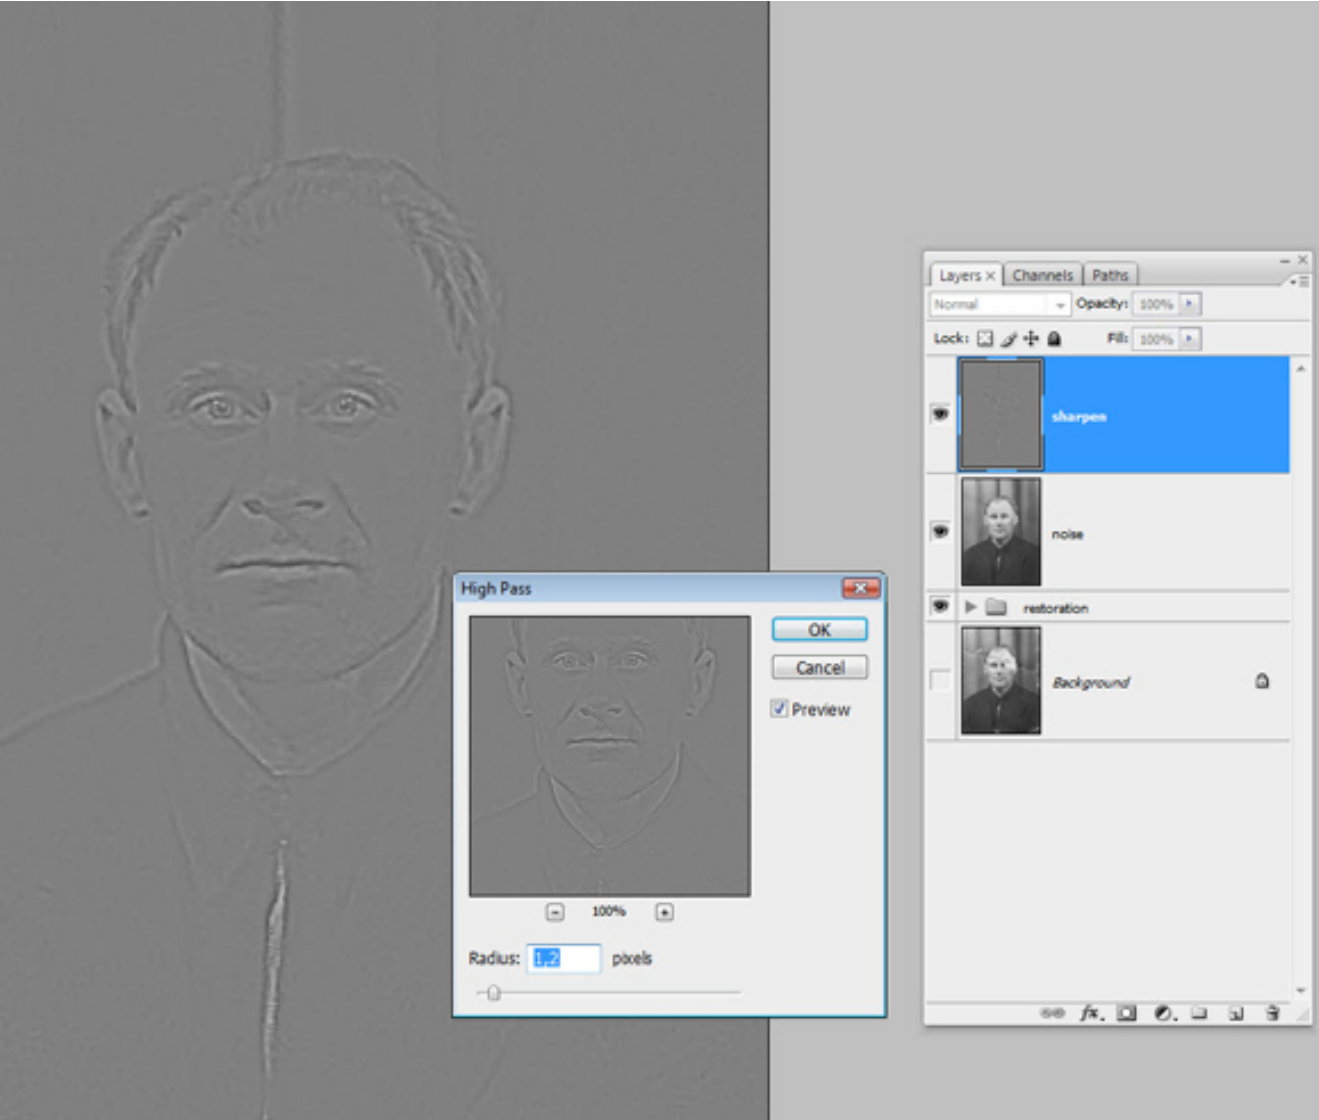 Layers × Channels Paths
Normal Opacity: 100%
Lock: Fill: 100%
sharpen
noise
restoration
Background
High Pass
OK
Cancel
Preview
100%
Radius: 1,2 pixels
fx.